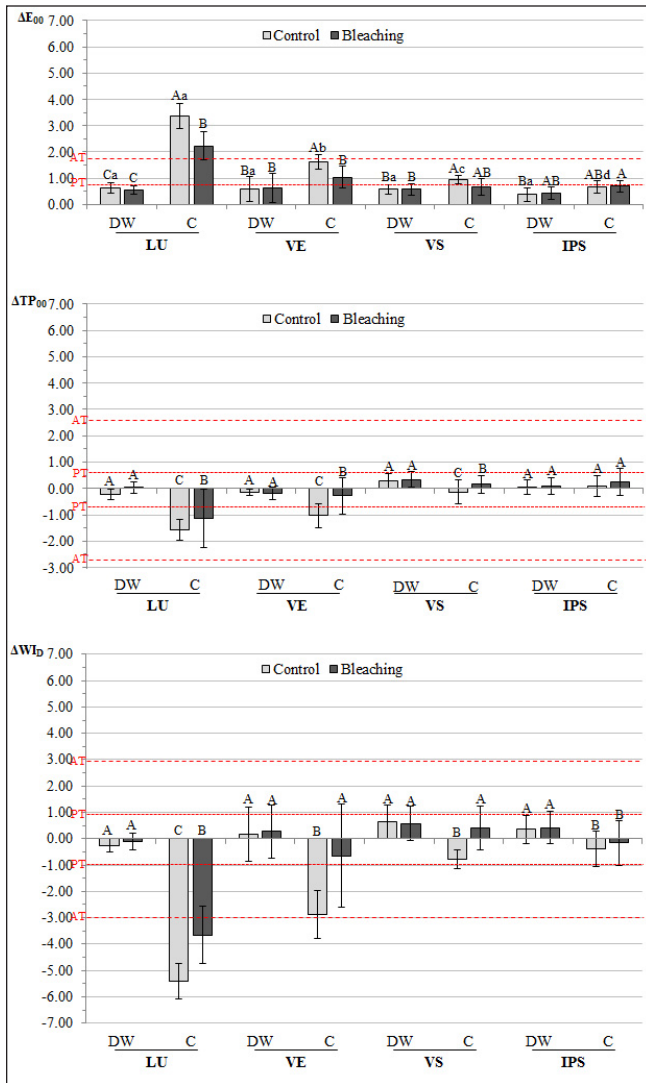 ΔE00 7.00
6.00
5.00
4.00
3.00
2.00
1.00
0.00
Control Bleaching
AT
PT
Ca C Aa B Ba B Ab B Ba B Ac AB Ba AB ABd A
DW C DW C DW C DW C
LU VE VS IPS
ΔTP00 7.00
6.00
5.00
4.00
3.00
2.00
1.00
0.00
-1.00
-2.00
-3.00
Control Bleaching
AT
PT
PT
AT
A A C B A A C B A A C B A A A A
DW C DW C DW C DW C
LU VE VS IPS
ΔWID 7.00
6.00
5.00
4.00
3.00
2.00
1.00
0.00
-1.00
-2.00
-3.00
-4.00
-5.00
-6.00
-7.00
Control Bleaching
AT
PT
PT
AT
A A C B A A B A A A B A A A B B
DW C DW C DW C DW C
LU VE VS IPS